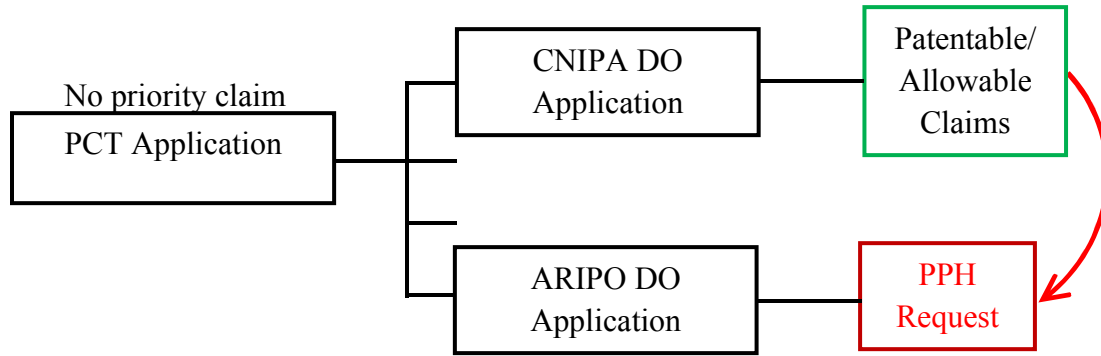 No priority claim
PCT Application
CNIPA DO
Application
Patentable/
Allowable
Claims
ARIPO DO
Application
PPH
Request